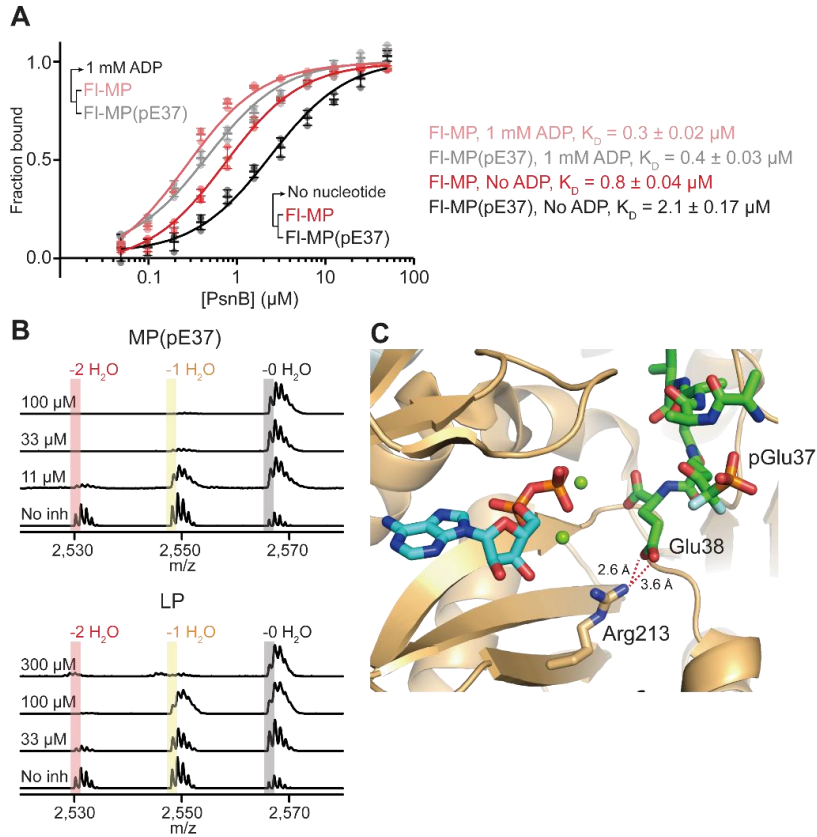 A
1.0
0.5
0.0
Fraction bound
1 mM ADP
Fl-MP
Fl-MP(pE37)
No nucleotide
Fl-MP
Fl-MP(pE37)
0.1
1
10
100
[PsnB] (µM)
Fl-MP, 1 mM ADP, K_D = 0.3 ± 0.02 µM
Fl-MP(pE37), 1 mM ADP, K_D = 0.4 ± 0.03 µM
Fl-MP, No ADP, K_D = 0.8 ± 0.04 µM
Fl-MP(pE37), No ADP, K_D = 2.1 ± 0.17 µM
B
MP(pE37)
-2 H₂O
-1 H₂O
-0 H₂O
100 µM
33 µM
11 µM
No inh
2,530
2,550
2,570
m/z
LP
-2 H₂O
-1 H₂O
-0 H₂O
300 µM
100 µM
33 µM
No inh
2,530
2,550
2,570
m/z
C
pGlu37
Glu38
2.6 Å
3.6 Å
Arg213